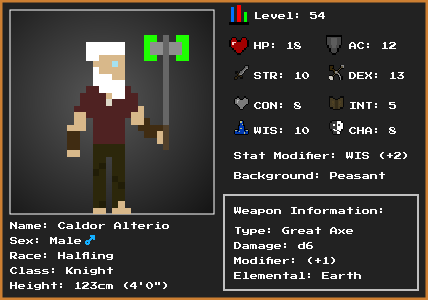 Level: 54
HP: 18 AC: 12
STR: 10 DEX: 13
CON: 8 INT: 5
WIS: 10 CHA: 8
Stat Modifier: WIS (+2)
Background: Peasant
Name: Caldor Alterio
Sex: Male
Race: Halfling
Class: Knight
Height: 123cm (4'0")
Weapon Information:
Type: Great Axe
Damage: d6
Modifier: (+1)
Elemental: Earth